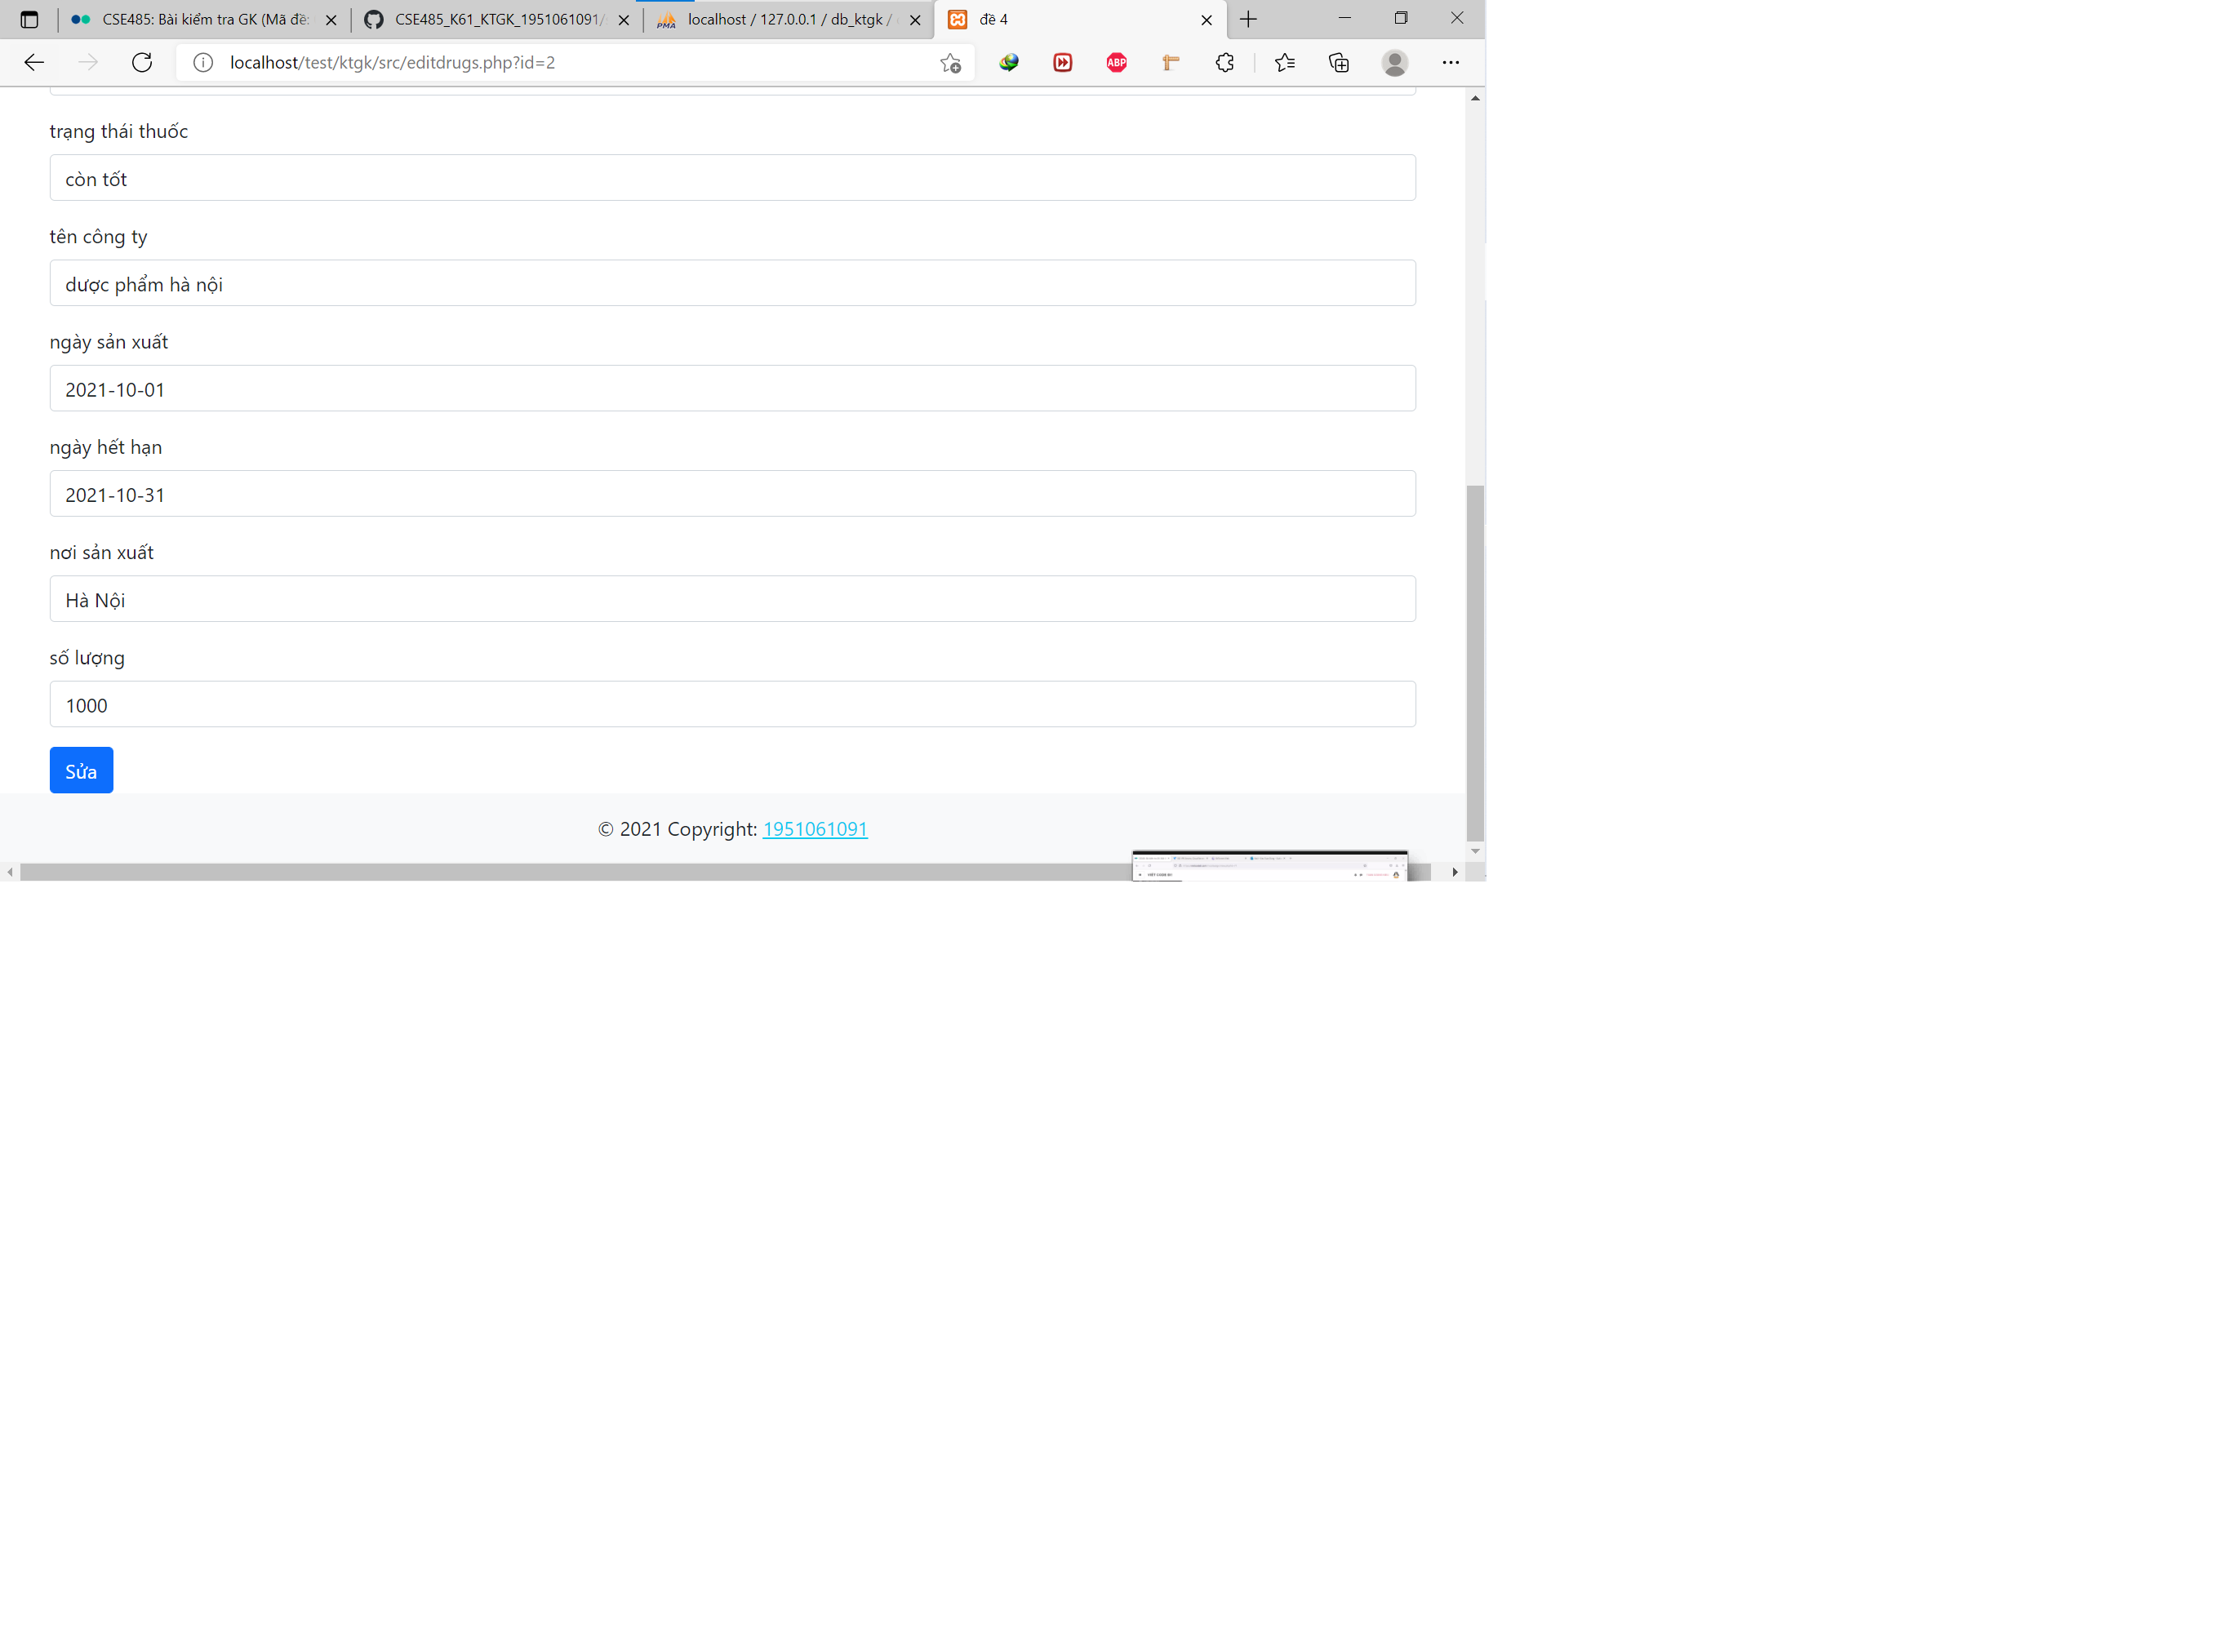 CSE485: Bài kiểm tra GK (Mã đề:
CSE485_K61_KTGK_1951061091/
PMA
localhost / 127.0.0.1 / db_ktgk /
đề 4
localhost/test/ktgk/src/editdrugs.php?id=2
ABP
trạng thái thuốc
còn tốt
tên công ty
dược phẩm hà nội
ngày sản xuất
2021-10-01
ngày hết hạn
2021-10-31
nơi sản xuất
Hà Nội
số lượng
1000
Sửa
© 2021 Copyright: 1951061091